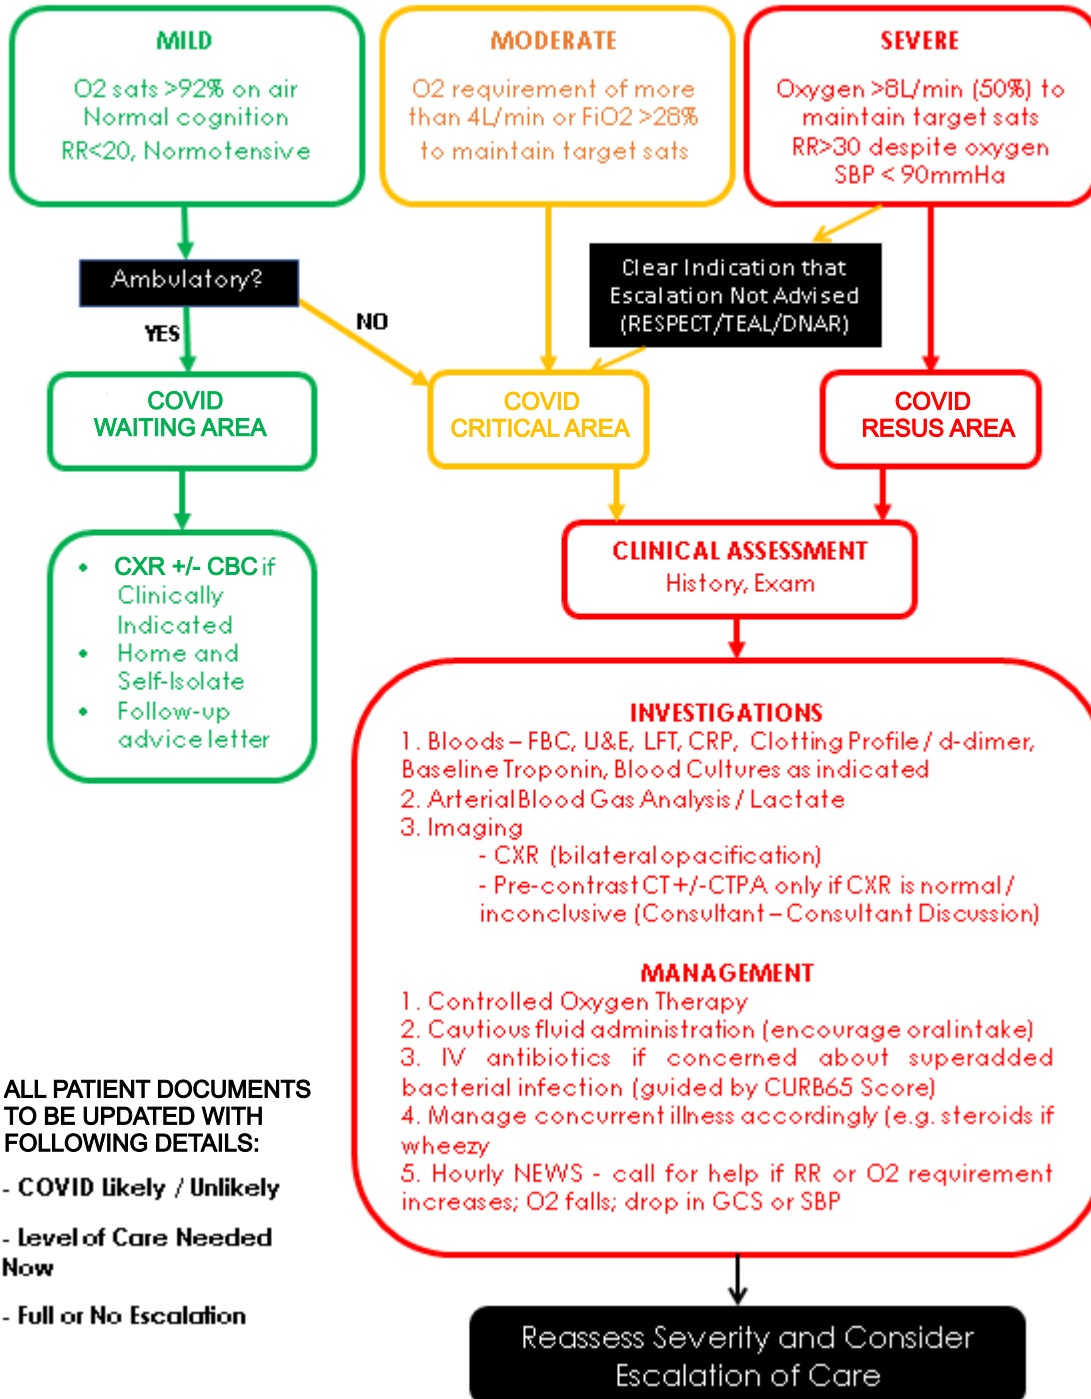 MILD
O2 sats >92% on air
Normal cognition
RR<20, Normotensive
MODERATE
O2 requirement of more
than 4L/min or FiO2 >28%
to maintain target sats
SEVERE
Oxygen >8L/min (50%) to
maintain target sats
RR>30 despite oxygen
SBP < 90mmHa
Ambulatory?
Clear Indication that
Escalation Not Advised
(RESPECT/TEAL/DNAR)
YES
NO
COVID
WAITING AREA
COVID
CRITICAL AREA
COVID
RESUS AREA
• CXR +/- CBC if
Clinically
Indicated
• Home and
Self-Isolate
• Follow-up
advice letter
CLINICAL ASSESSMENT
History, Exam
INVESTIGATIONS
1. Bloods – FBC, U&E, LFT, CRP, Clotting Profile / d-dimer,
Baseline Troponin, Blood Cultures as indicated
2. Arterial Blood Gas Analysis / Lactate
3. Imaging
- CXR (bilateral opacification)
- Pre-contrast CT +/-CTPA only if CXR is normal /
inconclusive (Consultant – Consultant Discussion)
MANAGEMENT
1. Controlled Oxygen Therapy
2. Cautious fluid administration (encourage oral intake)
3. IV antibiotics if concerned about superadded
bacterial infection (guided by CURB65 Score)
4. Manage concurrent illness accordingly (e.g. steroids if
wheezy
5. Hourly NEWS - call for help if RR or O2 requirement
increases; O2 falls; drop in GCS or SBP
ALL PATIENT DOCUMENTS
TO BE UPDATED WITH
FOLLOWING DETAILS:
- COVID Likely / Unlikely
- Level of Care Needed
Now
- Full or No Escalation
Reassess Severity and Consider
Escalation of Care